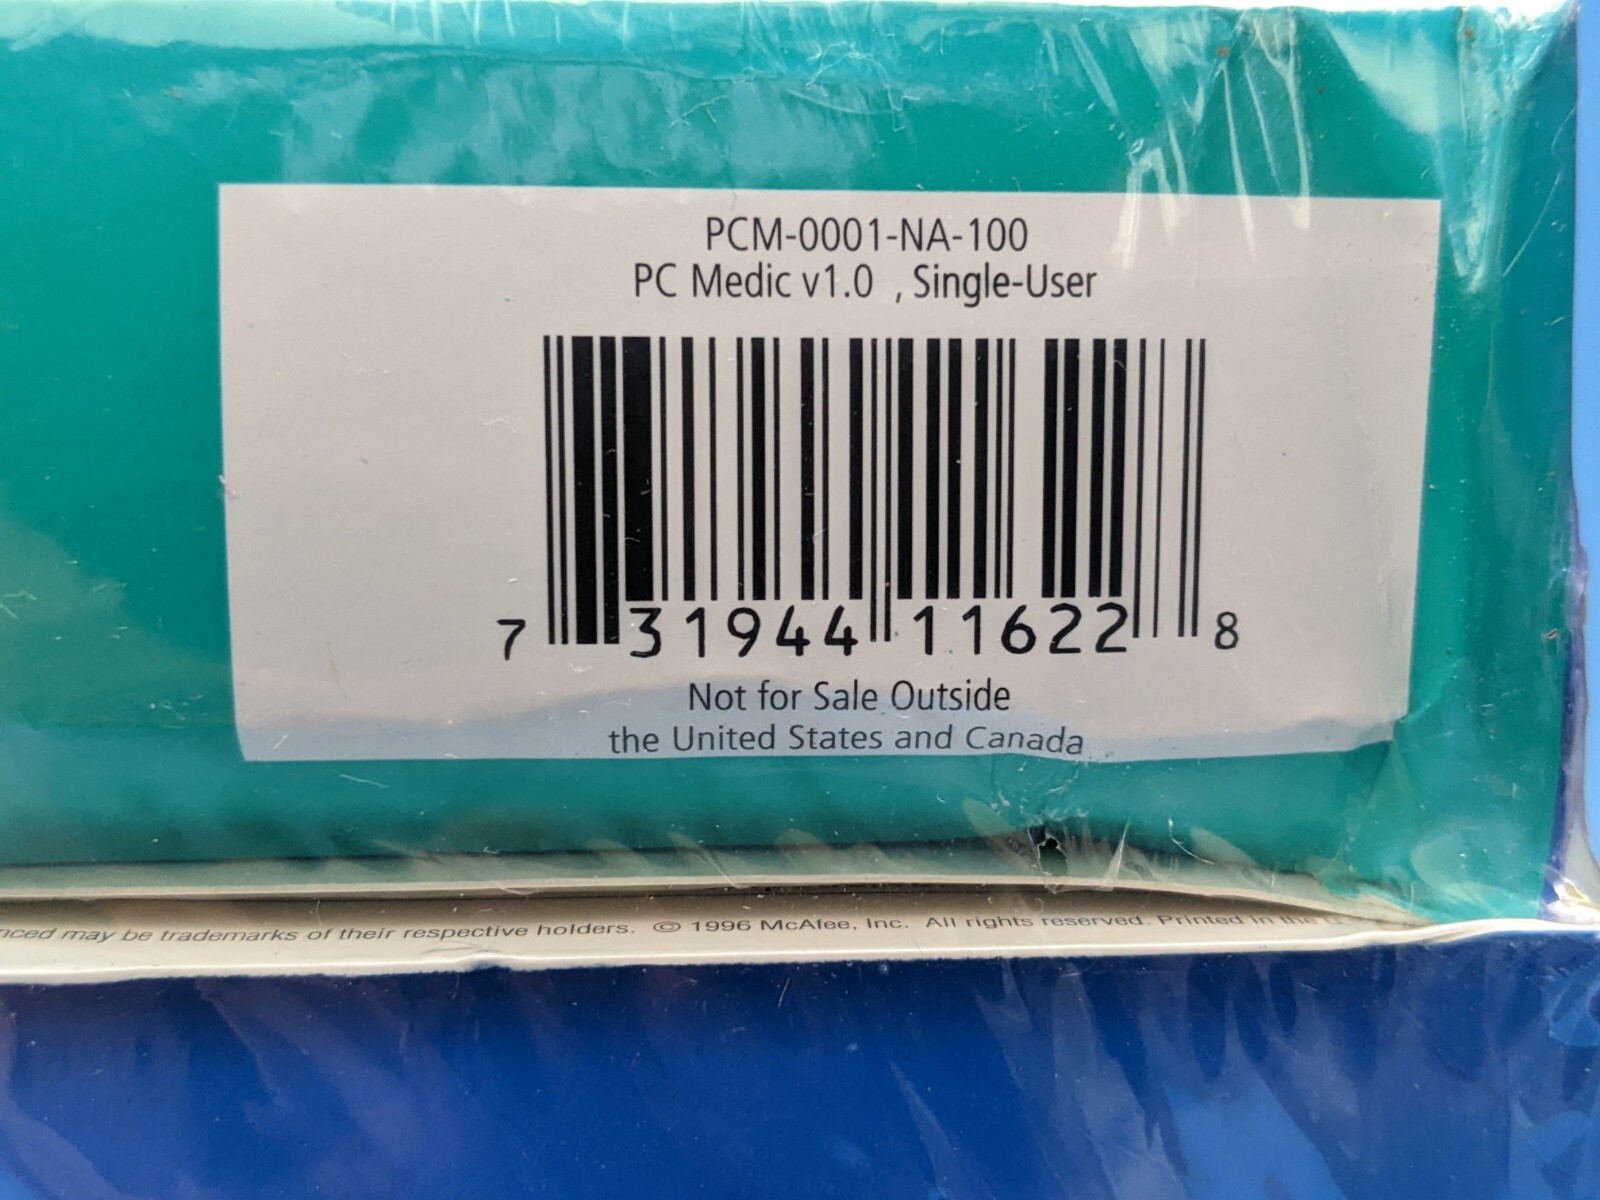 PCM-0001-NA-100
PC Medic v1.0 , Single-User
7 31944 11622 8
Not for Sale Outside
the United States and Canada
may be trademarks of their respective holders. © 1996 McAfee, Inc. All rights reserved. Printed in the